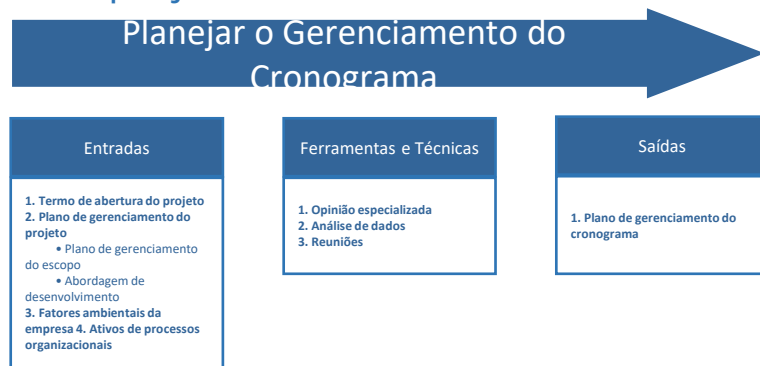 Planejar o Gerenciamento do
Cronograma
Entradas
1. Termo de abertura do projeto
2. Plano de gerenciamento do
projeto
• Plano de gerenciamento
do escopo
• Abordagem de
desenvolvimento
3. Fatores ambientais da
empresa 4. Ativos de processos
organizacionais
Ferramentas e Técnicas
1. Opinião especializada
2. Análise de dados
3. Reuniões
Saídas
1. Plano de gerenciamento do
cronograma